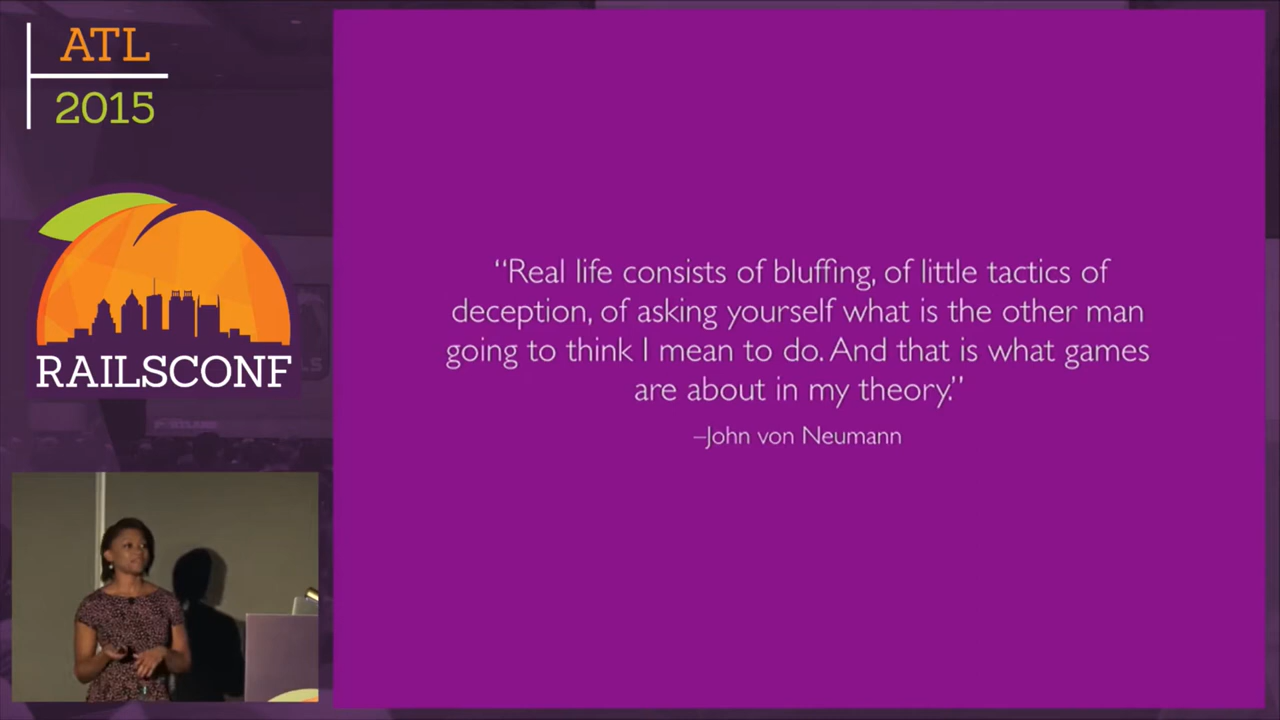 ATL
2015
RAILSCONF
“Real life consists of bluffing, of little tactics of
deception, of asking yourself what is the other man
going to think I mean to do. And that is what games
are about in my theory.”
–John von Neumann